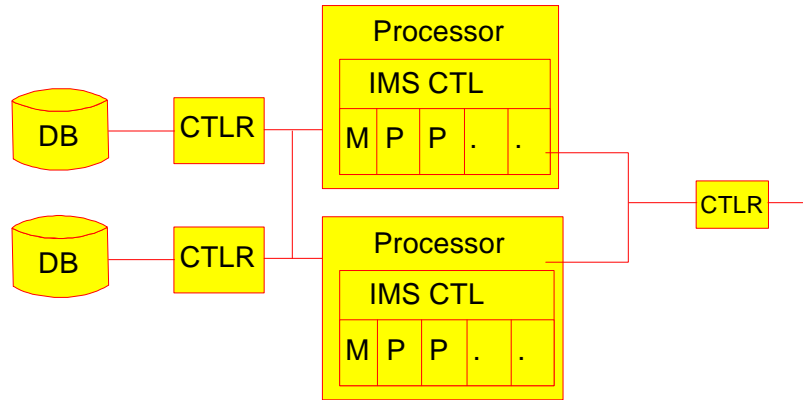 Processor
IMS CTL
DB
CTLR
M P P . .
CTLR
Processor
DB
CTLR
IMS CTL
M P P . .